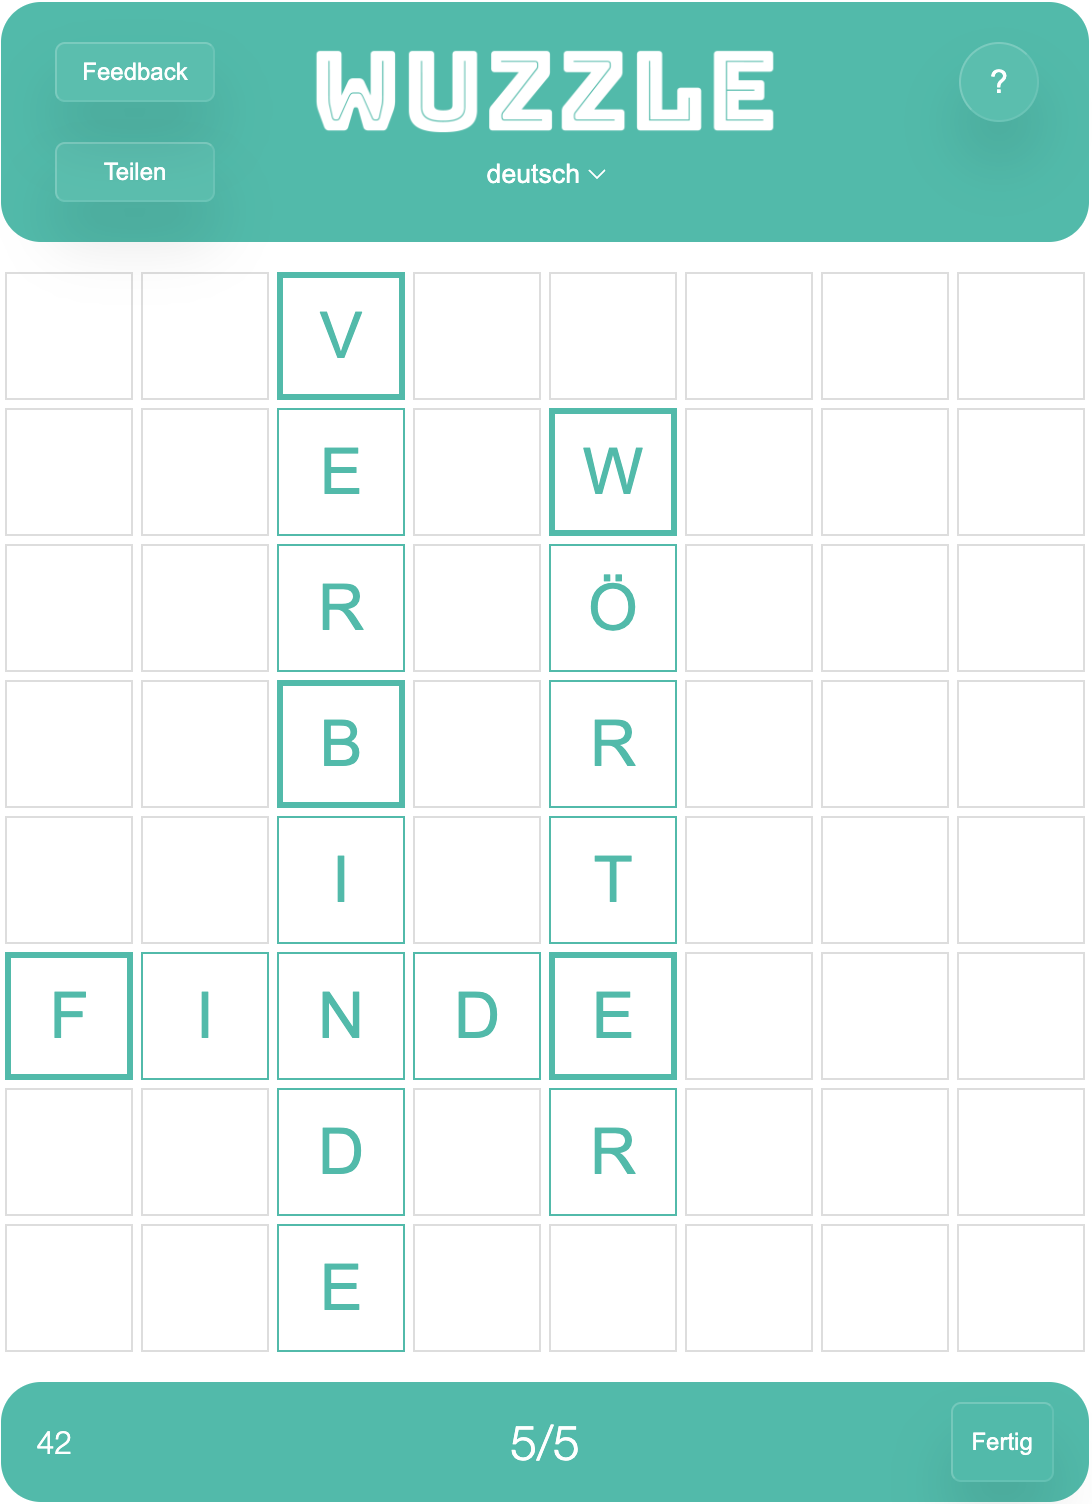 Feedback
WUZZLE
?
Teilen
deutsch
V
E W
R Ö
B R
I T
F I N D E
D R
E
42
5/5
Fertig